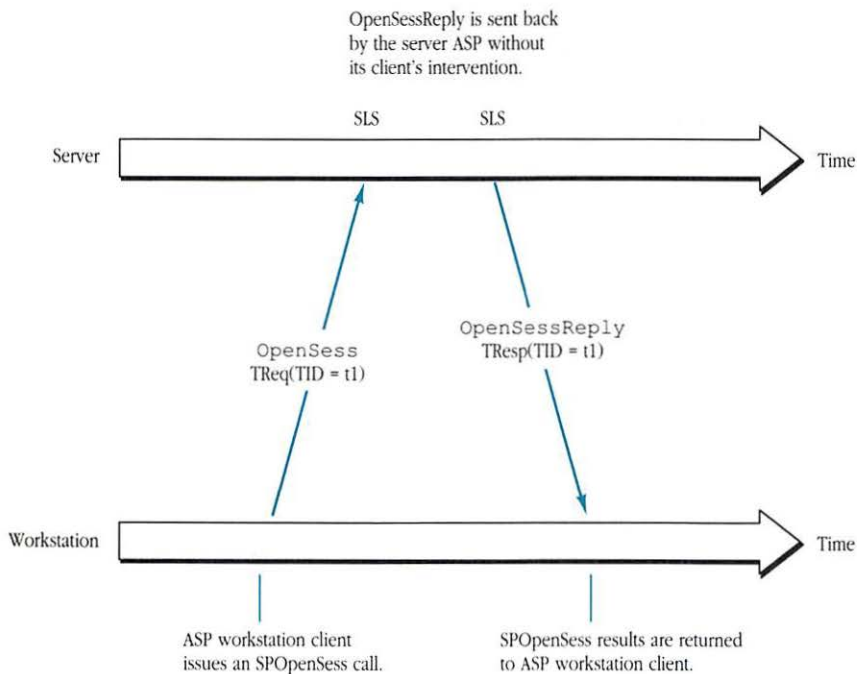 OpenSessReply is sent back
by the server ASP without
its client's intervention.
SLS SLS
Server Time
OpenSess
TReq(TID = t1)
OpenSessReply
TResp(TID = t1)
Workstation Time
ASP workstation client
issues an SPOpenSess call.
SPOpenSess results are returned
to ASP workstation client.